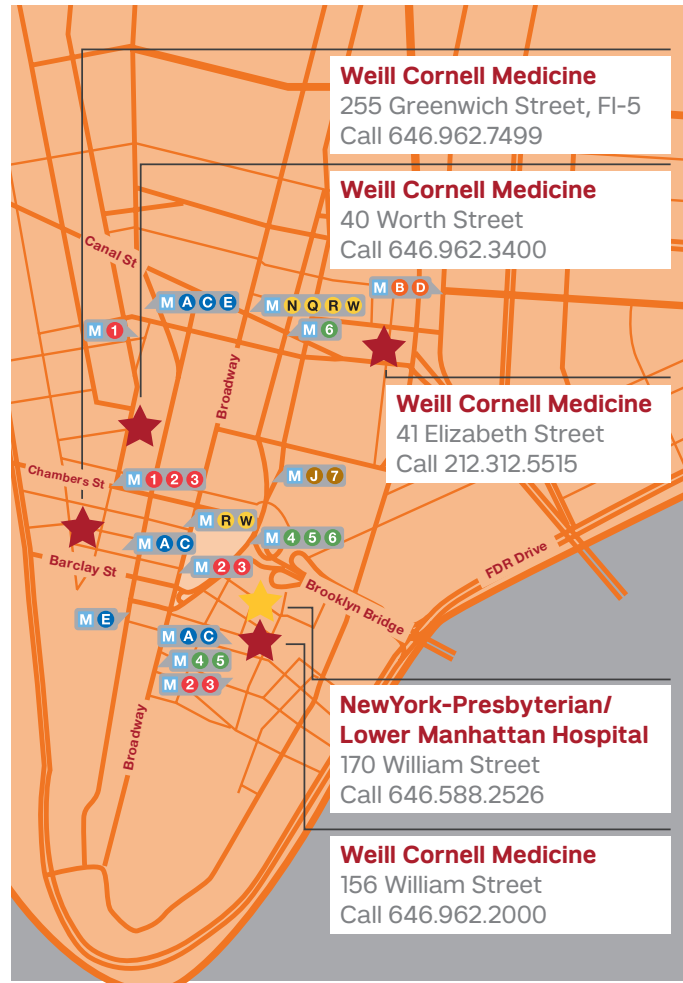 Weill Cornell Medicine
255 Greenwich Street, Fl-5
Call 646.962.7499
Weill Cornell Medicine
40 Worth Street
Call 646.962.3400
Canal St
M A C E
M N Q R W
M B D
M 1
M 6
Broadway
Weill Cornell Medicine
41 Elizabeth Street
Call 212.312.5515
Chambers St
M 1 2 3
M J 7
M R W
M A C
M 4 5 6
Barclay St
M 2 3
FDR Drive
Brooklyn Bridge
M E
M A C
M 4 5
M 2 3
Broadway
NewYork-Presbyterian/
Lower Manhattan Hospital
170 William Street
Call 646.588.2526
Weill Cornell Medicine
156 William Street
Call 646.962.2000